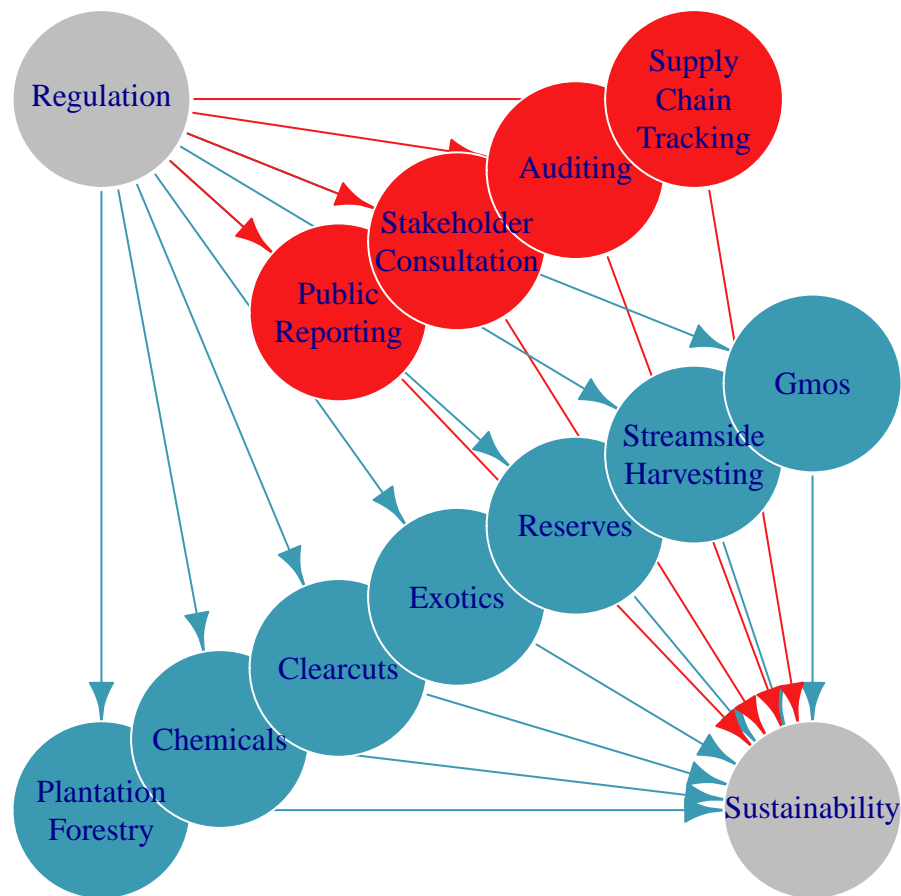 Regulation
Supply
Chain
Tracking
Auditing
Stakeholder
Consultation
Public
Reporting
Gmos
Streamside
Harvesting
Reserves
Exotics
Clearcuts
Chemicals
Plantation
Forestry
Sustainability